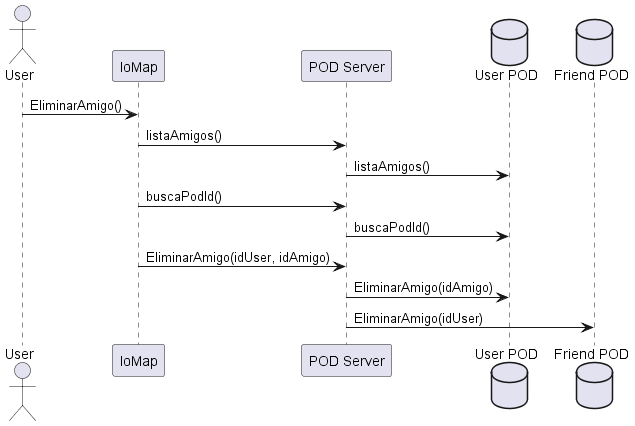 User
IoMap
POD Server
User POD
Friend POD
EliminarAmigo()
listaAmigos()
listaAmigos()
buscaPodId()
buscaPodId()
EliminarAmigo(idUser, idAmigo)
EliminarAmigo(idAmigo)
EliminarAmigo(idUser)
User
IoMap
POD Server
User POD
Friend POD